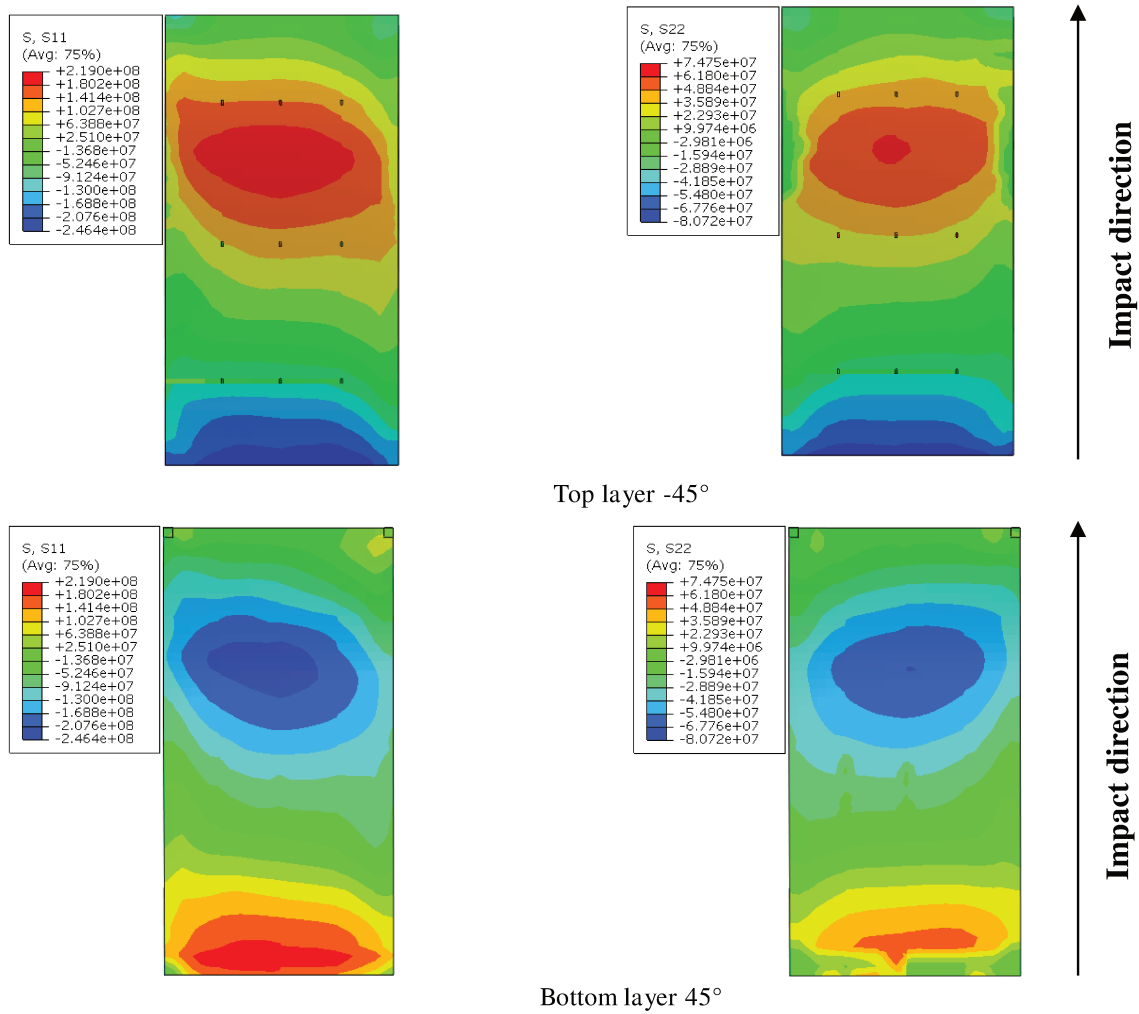 S, S11
(Avg: 75%)
+2.190e+08
+1.802e+08
+1.414e+08
+1.027e+08
+6.388e+07
+2.510e+07
-1.368e+07
-5.246e+07
-9.124e+07
-1.300e+08
-1.688e+08
-2.076e+08
-2.464e+08
S, S22
(Avg: 75%)
+7.475e+07
+6.180e+07
+4.884e+07
+3.589e+07
+2.293e+07
+9.974e+06
-2.981e+06
-1.594e+07
-2.889e+07
-4.185e+07
-5.480e+07
-6.776e+07
-8.072e+07
Impact direction
Top layer -45°
S, S11
(Avg: 75%)
+2.190e+08
+1.802e+08
+1.414e+08
+1.027e+08
+6.388e+07
+2.510e+07
-1.368e+07
-5.246e+07
-9.124e+07
-1.300e+08
-1.688e+08
-2.076e+08
-2.464e+08
S, S22
(Avg: 75%)
+7.475e+07
+6.180e+07
+4.884e+07
+3.589e+07
+2.293e+07
+9.974e+06
-2.981e+06
-1.594e+07
-2.889e+07
-4.185e+07
-5.480e+07
-6.776e+07
-8.072e+07
Impact direction
Bottom layer 45°